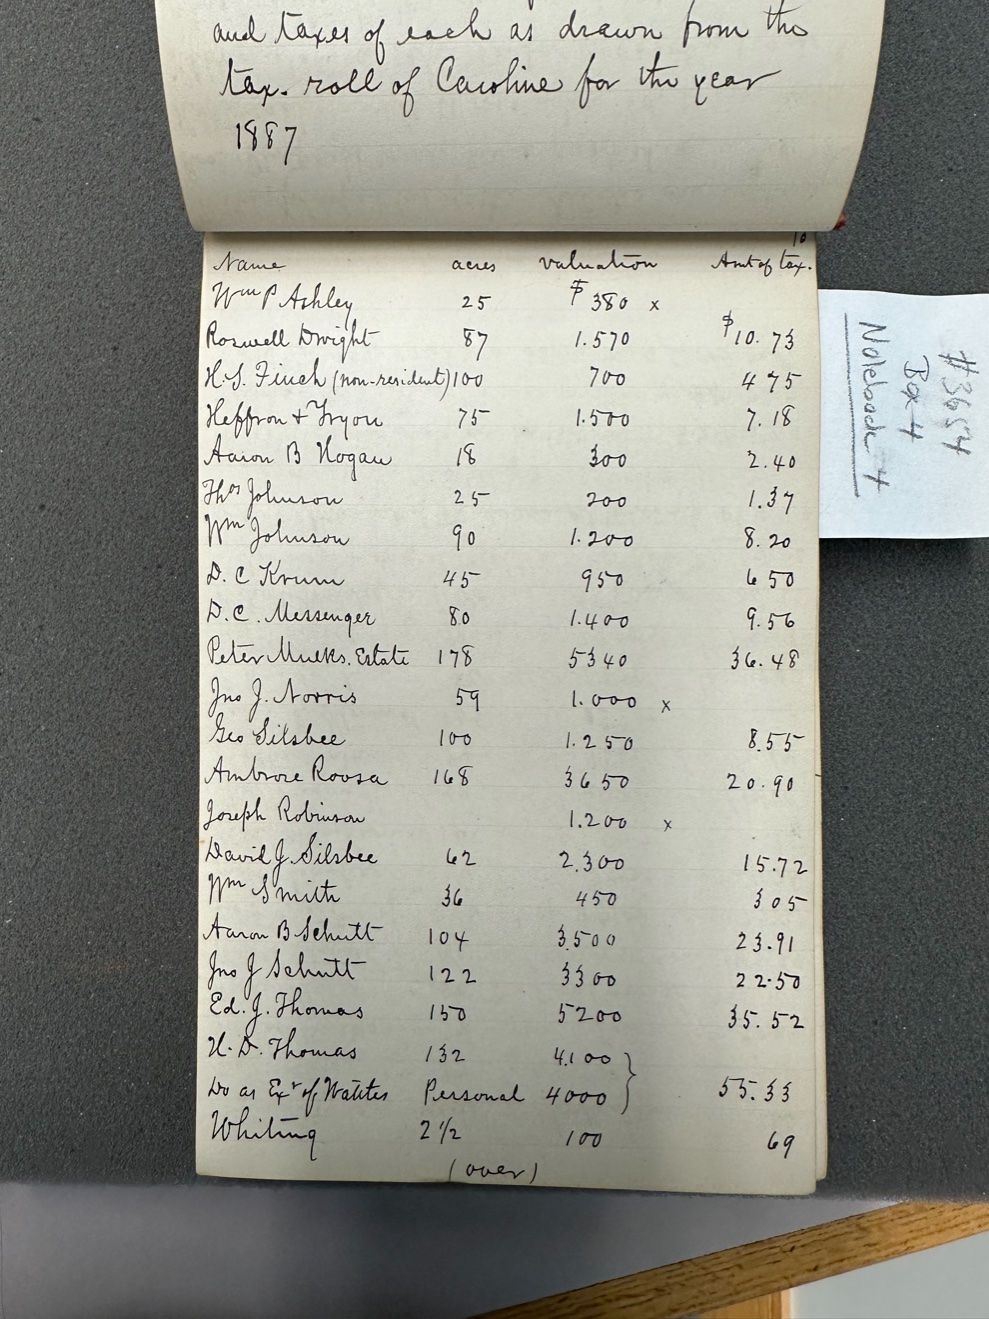 and taxes of each as drawn from the
tax. roll of Caroline for the year
1887
10
Name acres valuation Amt of tax.
Wm P Ashley 25 $380 x
Roswell Dwight 87 1.570 $10.73
H.S. Finch (non-resident) 100 700 4 75
Heffron & Tryon 75 1.500 7.18
Aaron B Hogan 18 300 2.40
Thos Johnson 25 200 1.37
Wm Johnson 90 1.200 8.20
D. C Krum 45 950 6 50
D.C. Messenger 80 1.400 9.56
Peter Mulks. Estate 178 5340 36.48
Jno J. Norris 59 1.000 x
Geo Silsbee 100 1.250 8.55
Ambrose Roosa 168 3650 20.90
Joseph Robinson 1.200 x
David J. Silsbee 62 2.300 15.72
Wm Smith 36 450 3 05
Aaron B Schutt 104 3.500 23.91
Jno J Schutt 122 3300 22.50
Ed. J. Thomas 150 5200 35.52
H. D. Thomas 132 4.100
Do as Exr of Watites Personal 4000 } 55.33
Whiting 2 1/2 100 69
(over)
#3654
Box 4
Notebook 4